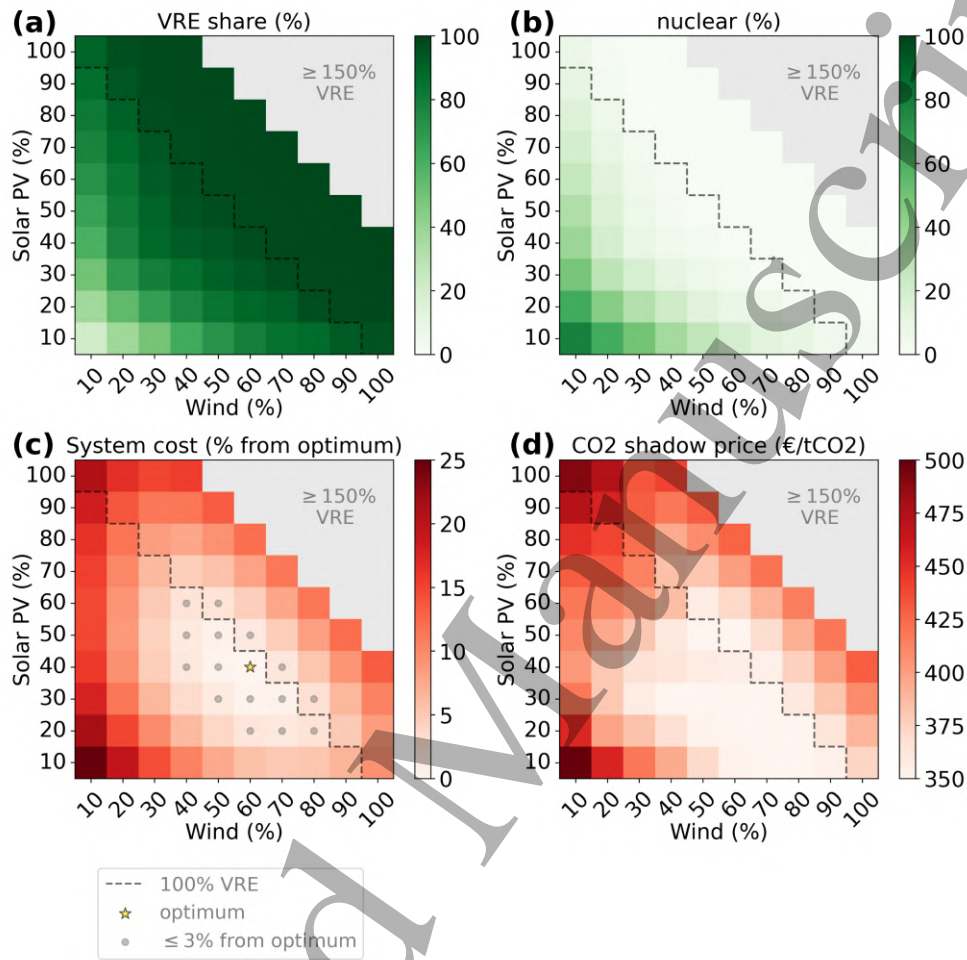 (a) VRE share (%)
100
90
80
70
60
50
40
30
20
10
Solar PV (%)
10 20 30 40 50 60 70 80 90 100
Wind (%)
≥ 150%
VRE
100
80
60
40
20
0
(b) nuclear (%)
100
90
80
70
60
50
40
30
20
10
Solar PV (%)
10 20 30 40 50 60 70 80 90 100
Wind (%)
≥ 150%
VRE
100
80
60
40
20
0
(c) System cost (% from optimum)
100
90
80
70
60
50
40
30
20
10
Solar PV (%)
10 20 30 40 50 60 70 80 90 100
Wind (%)
≥ 150%
VRE
25
20
15
10
5
0
(d) CO2 shadow price (€/tCO2)
100
90
80
70
60
50
40
30
20
10
Solar PV (%)
10 20 30 40 50 60 70 80 90 100
Wind (%)
≥ 150%
VRE
500
475
450
425
400
375
350
100% VRE
optimum
≤ 3% from optimum
d Manuscri